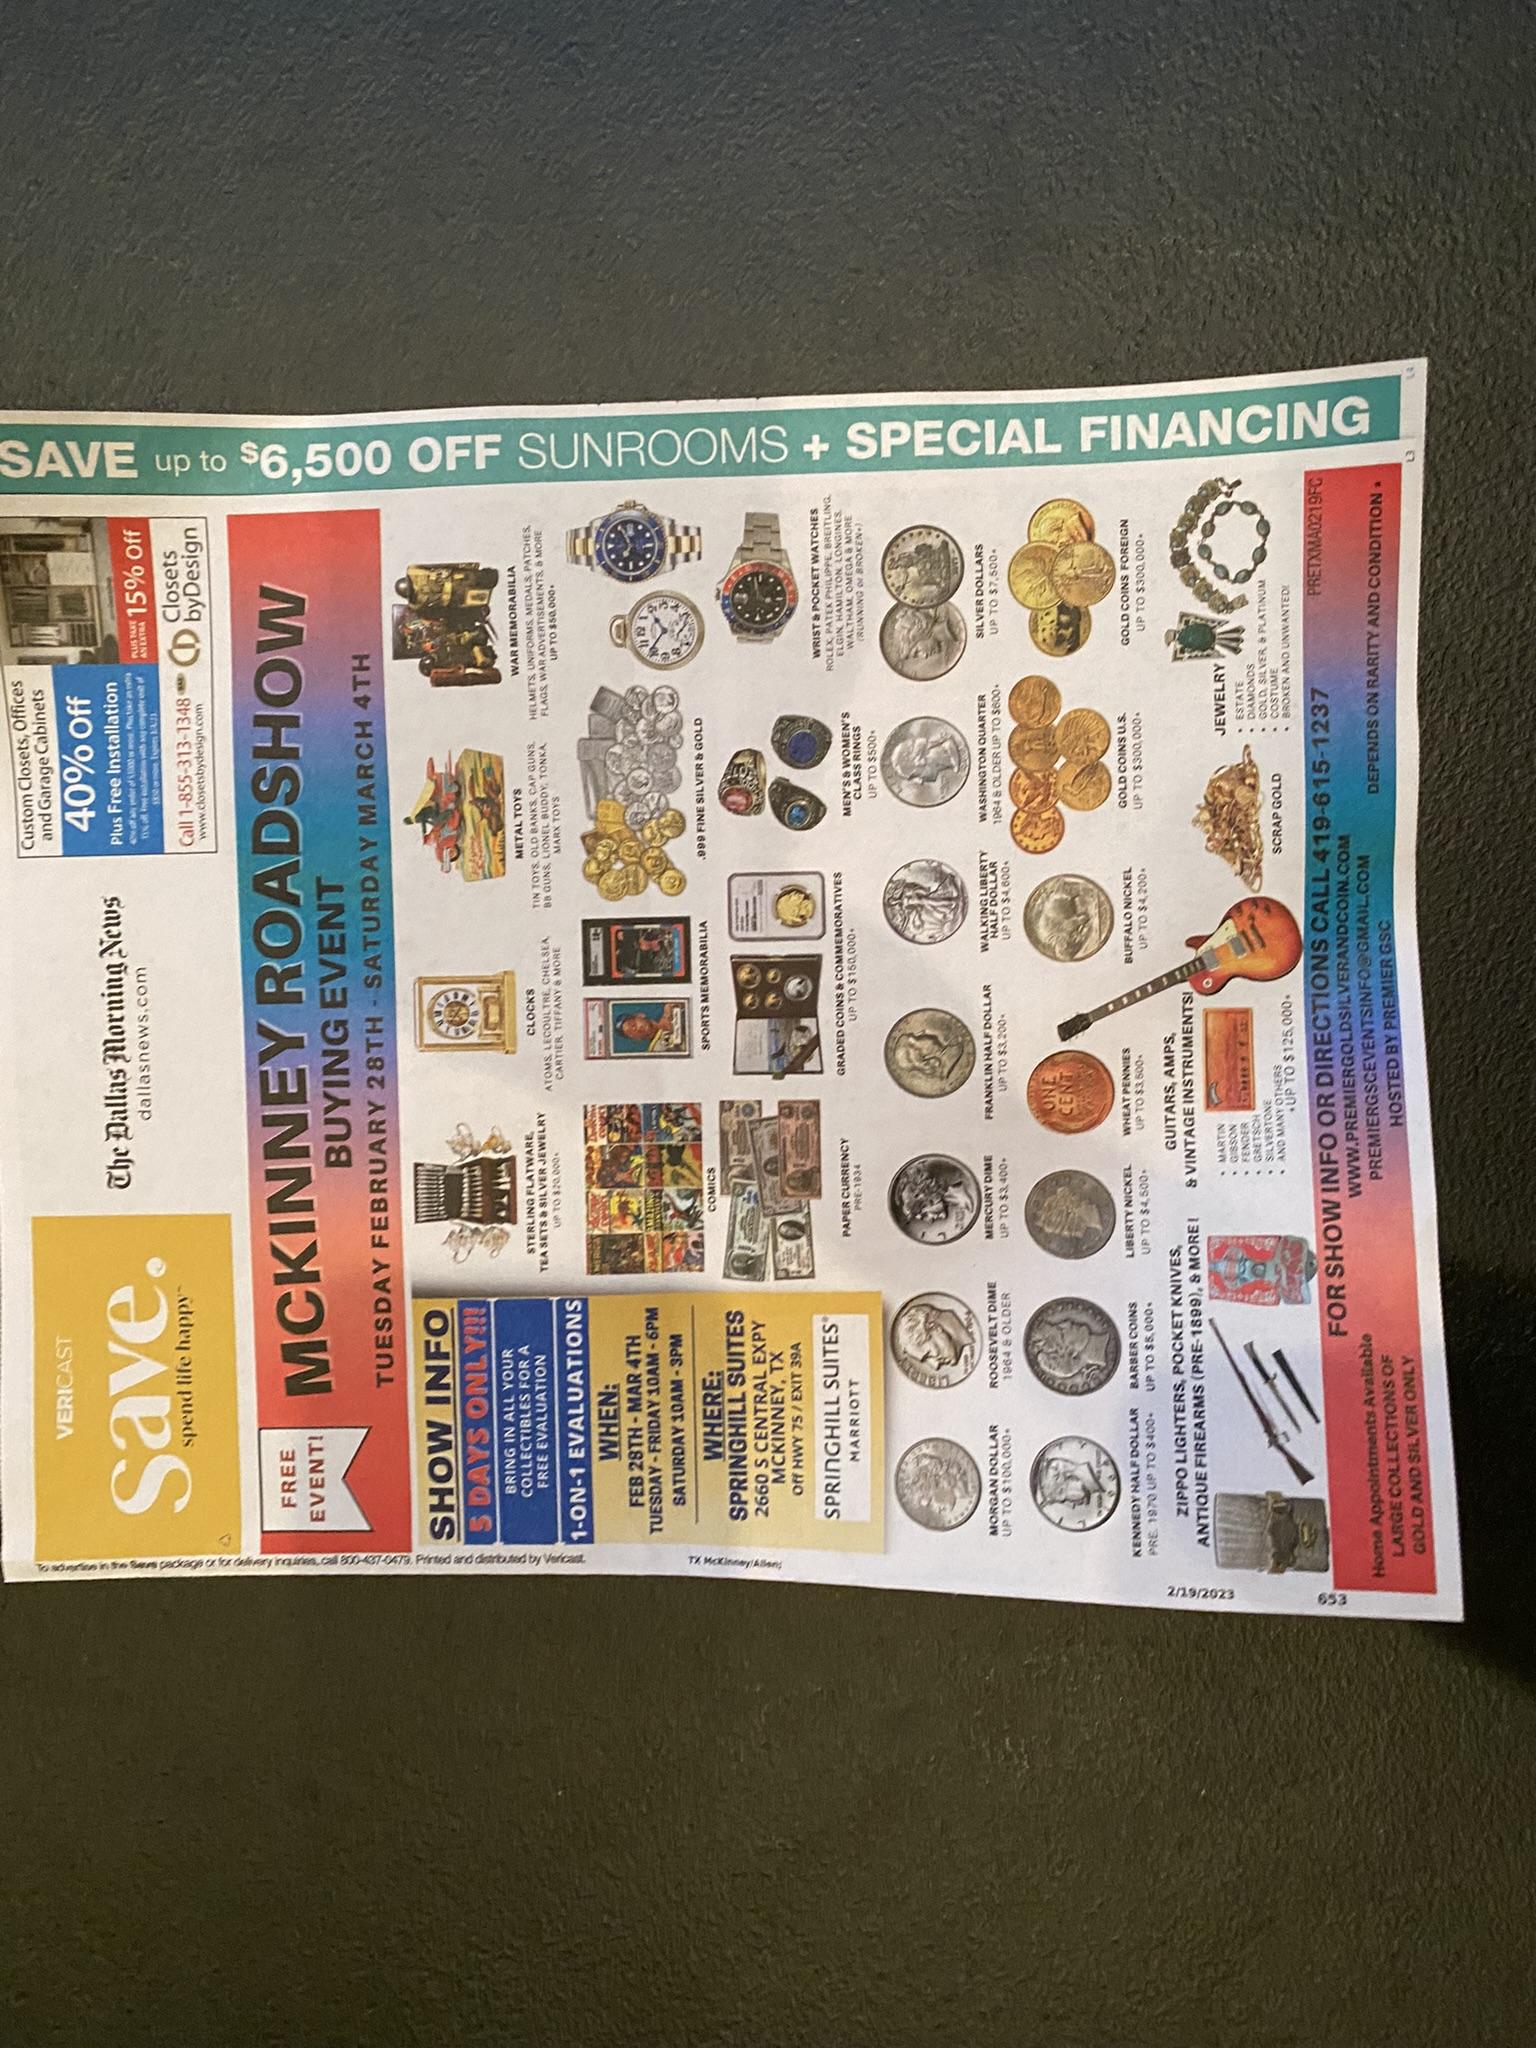 VERICAST
save.
spend life happy™
The Dallas Morning News
dallasnews.com
Custom Closets, Offices
and Garage Cabinets
40% Off
Plus Free Installation
PLUS TAKE
AN EXTRA 15% Off
Call 1-855-313-1348
www.closetsbydesign.com
Closets
byDesign
SAVE up to $6,500 OFF SUNROOMS + SPECIAL FINANCING
FREE
EVENT!
MCKINNEY ROADSHOW
BUYING EVENT
TUESDAY FEBRUARY 28TH - SATURDAY MARCH 4TH
To advertise in the Save package or for delivery inquiries, call 800-437-0479. Printed and distributed by Vericast.
TX McKinney/Allen;
SHOW INFO
5 DAYS ONLY!!!
BRING IN ALL YOUR
COLLECTIBLES FOR A
FREE EVALUATION
1-ON-1 EVALUATIONS
WHEN:
FEB 28TH - MAR 4TH
TUESDAY - FRIDAY 10AM - 6PM
SATURDAY 10AM - 3PM
WHERE:
SPRINGHILL SUITES
2660 S CENTRAL EXPY
MCKINNEY, TX
Off HWY 75 / EXIT 39A
SPRINGHILL SUITES®
MARRIOTT
STERLING FLATWARE,
TEA SETS & SILVER JEWELRY
UP TO $20,000+
CLOCKS
ATOMS, LECOULTRE, CHELSEA,
CARTIER, TIFFANY & MORE
METAL TOYS
TIN TOYS, OLD BANKS, CAP GUNS,
BB GUNS, LIONEL BUDDY, TONKA,
MARX TOYS
WAR MEMORABILIA
HELMETS, UNIFORMS, MEDALS, PATCHES,
FLAGS, WAR ADVERTISEMENTS, & MORE
UP TO $50,000+
COMICS
SPORTS MEMORABILIA
.999 FINE SILVER & GOLD
PAPER CURRENCY
PRE-1934
GRADED COINS & COMMEMORATIVES
UP TO $150,000+
MEN'S & WOMEN'S
CLASS RINGS
UP TO $500+
WRIST & POCKET WATCHES
ROLEX, PATEK PHILIPPE, BREITLING,
ELGIN, HAMILTON, LONGINES,
WALTHAM, OMEGA & MORE
(RUNNING or BROKEN+)
MORGAN DOLLAR
UP TO $100,000+
ROOSEVELT DIME
1964 & OLDER
MERCURY DIME
UP TO $3,400+
FRANKLIN HALF DOLLAR
UP TO $3,200+
WALKING LIBERTY
HALF DOLLAR
UP TO $4,600+
WASHINGTON QUARTER
1964 & OLDER UP TO $600+
SILVER DOLLARS
UP TO $7,500+
KENNEDY HALF DOLLAR
PRE. 1970 UP TO $400+
BARBER COINS
UP TO $5,000+
LIBERTY NICKEL
UP TO $4,500+
ONE
CENT
WHEAT PENNIES
UP TO $3,500+
BUFFALO NICKEL
UP TO $4,200+
GOLD COINS U.S.
UP TO $300,000+
GOLD COINS FOREIGN
UP TO $300,000+
ZIPPO LIGHTERS, POCKET KNIVES,
ANTIQUE FIREARMS (PRE-1899), & MORE!
GUITARS, AMPS,
& VINTAGE INSTRUMENTS!
• MARTIN
• GIBSON
• FENDER
• GRETSCH
• SILVERTONE
• AND MANY OTHERS
+UP TO $125,000+
SCRAP GOLD
JEWELRY
• ESTATE
• DIAMONDS
• GOLD, SILVER, & PLATINUM
• COSTUME
• BROKEN AND UNWANTED!
2/19/2023
653
Home Appointments Available
LARGE COLLECTIONS OF
GOLD AND SILVER ONLY
FOR SHOW INFO OR DIRECTIONS CALL 419-615-1237
WWW.PREMIERGOLDSILVERANDCOIN.COM
PREMIERGSCEVENTSINFO@GMAIL.COM
HOSTED BY PREMIER GSC
PRETXMA0219FC
DEPENDS ON RARITY AND CONDITION
L3
L4